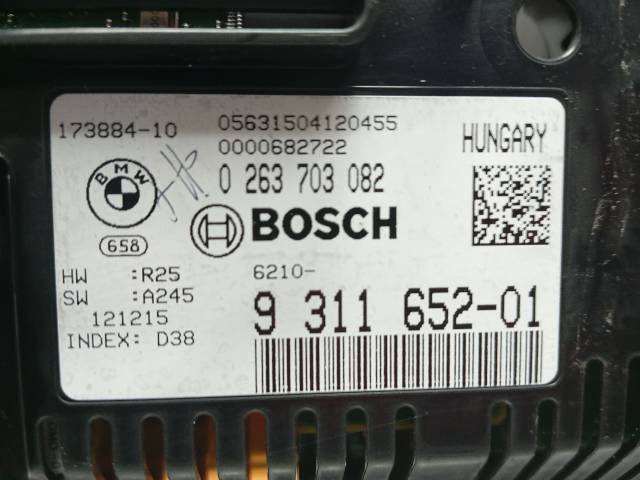 173884-10
05631504120455
0000682722
HUNGARY
0 263 703 082
BMW
BOSCH
658
HW :R25
SW :A245
121215
INDEX: D38
6210-
9 311 652-01